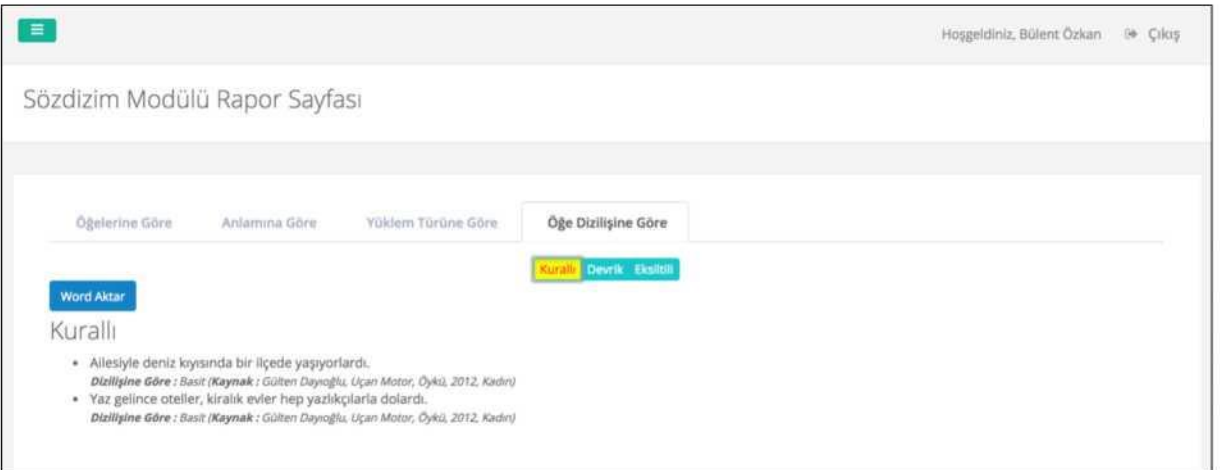 Hoşgeldiniz, Bülent Özkan Çıkış
Sözdizim Modülü Rapor Sayfası
Öğelerine Göre Anlamına Göre Yüklem Türüne Göre Öğe Dizilişine Göre
Kurallı Devrik Eksiltili
Word Aktar
Kurallı
• Ailesiyle deniz kıyısında bir ilçede yaşıyorlardı.
Dizilişine Göre : Basit (Kaynak : Gülten Dayıoğlu, Uçan Motor, Öykü, 2012, Kadın)
• Yaz gelince oteller, kiralık evler hep yazlıkçılarla dolardı.
Dizilişine Göre : Basit (Kaynak : Gülten Dayıoğlu, Uçan Motor, Öykü, 2012, Kadın)